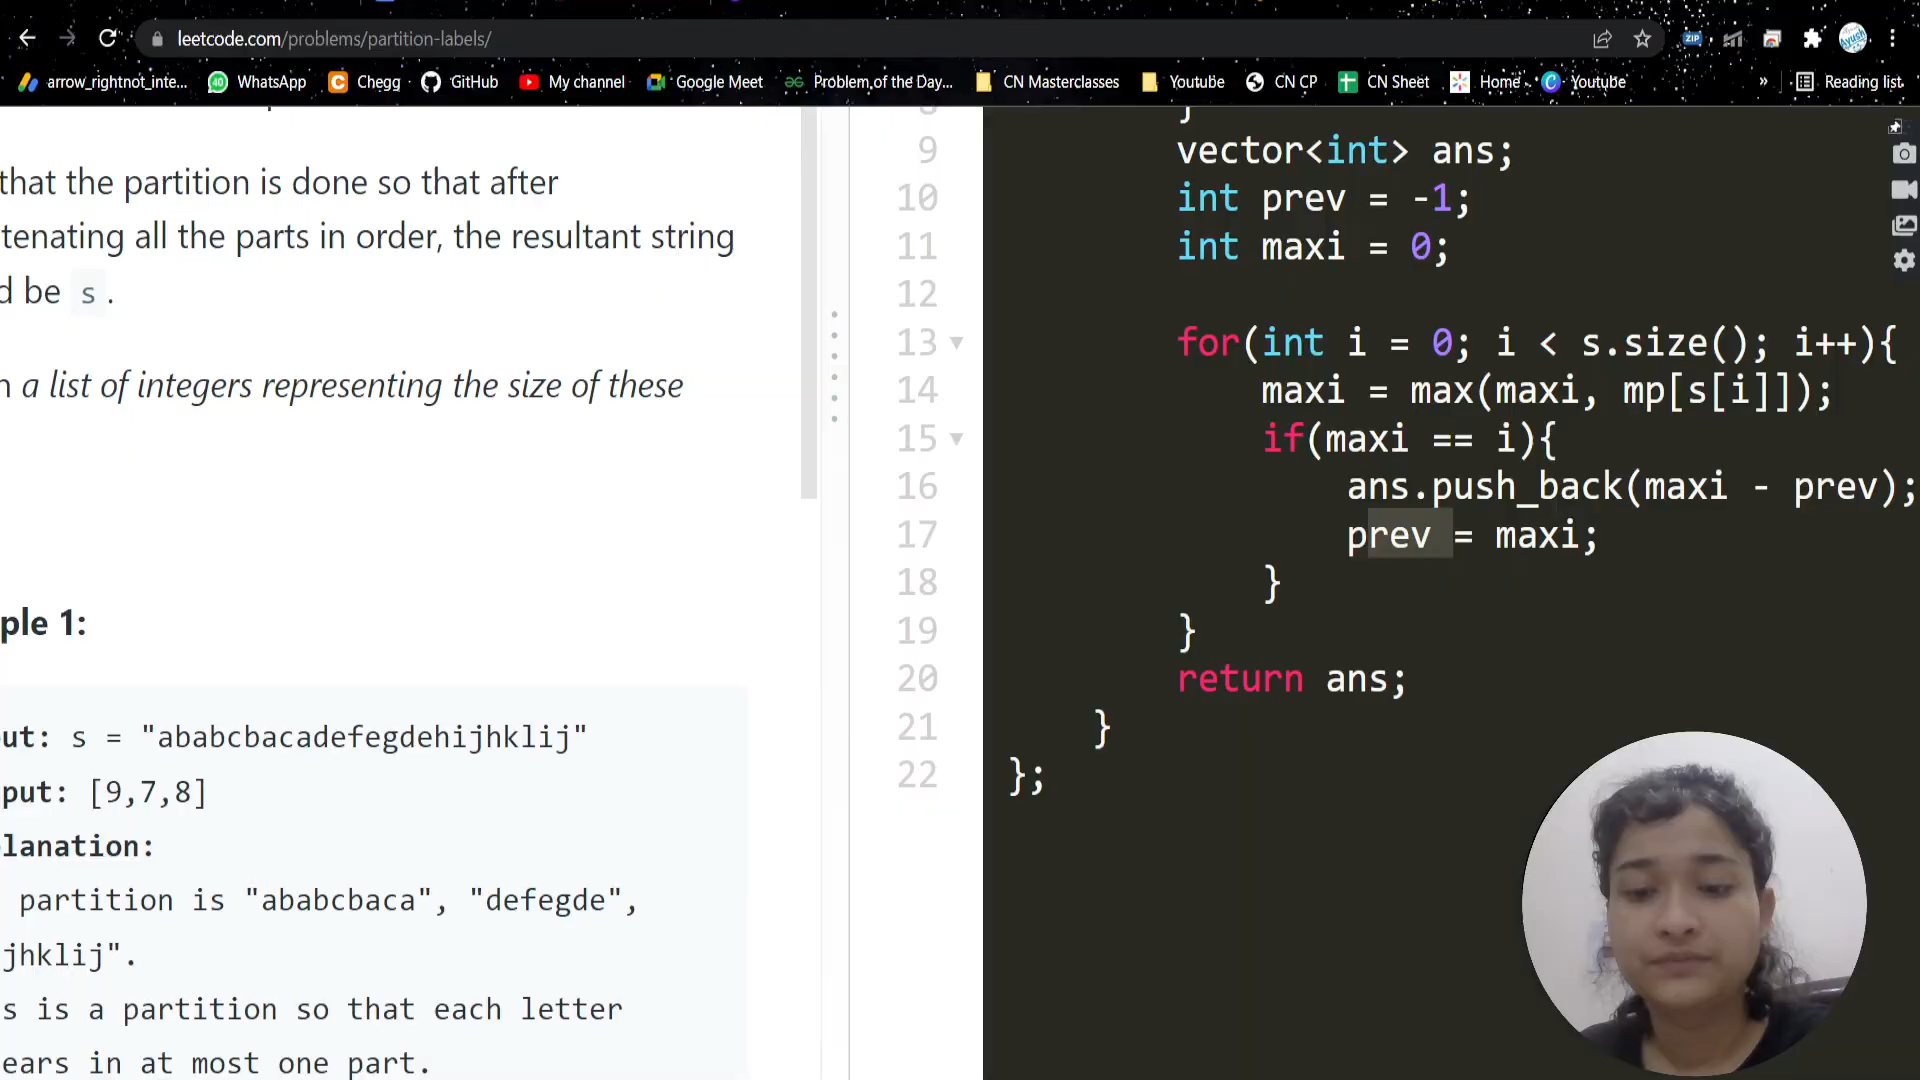 leetcode.com/problems/partition-labels/
arrow_rightnot_inte... WhatsApp Chegg GitHub My channel Google Meet Problem of the Day... CN Masterclasses Youtube CN CP CN Sheet Home Youtube » Reading list
that the partition is done so that after
tenating all the parts in order, the resultant string
d be s.
n a list of integers representing the size of these
ple 1:
ut: s = "ababcbacadefegdehijhklij"
put: [9,7,8]
lanation:
partition is "ababcbaca", "defegde",
jhklij".
s is a partition so that each letter
ears in at most one part.
9 vector<int> ans;
10 int prev = -1;
11 int maxi = 0;
12
13 for(int i = 0; i < s.size(); i++){
14 maxi = max(maxi, mp[s[i]]);
15 if(maxi == i){
16 ans.push_back(maxi - prev);
17 prev = maxi;
18 }
19 }
20 return ans;
21 }
22 };